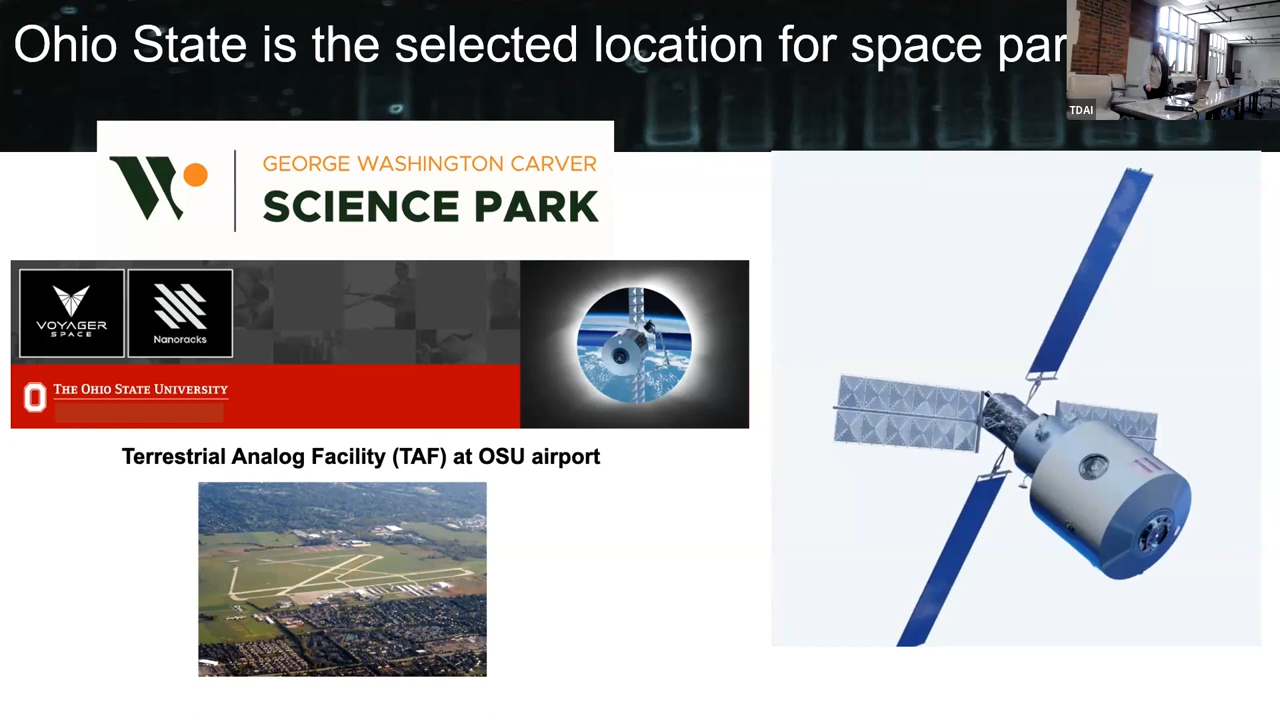 Ohio State is the selected location for space par
TDAI
GEORGE WASHINGTON CARVER
SCIENCE PARK
VOYAGER
SPACE
Nanoracks
THE OHIO STATE UNIVERSITY
Terrestrial Analog Facility (TAF) at OSU airport